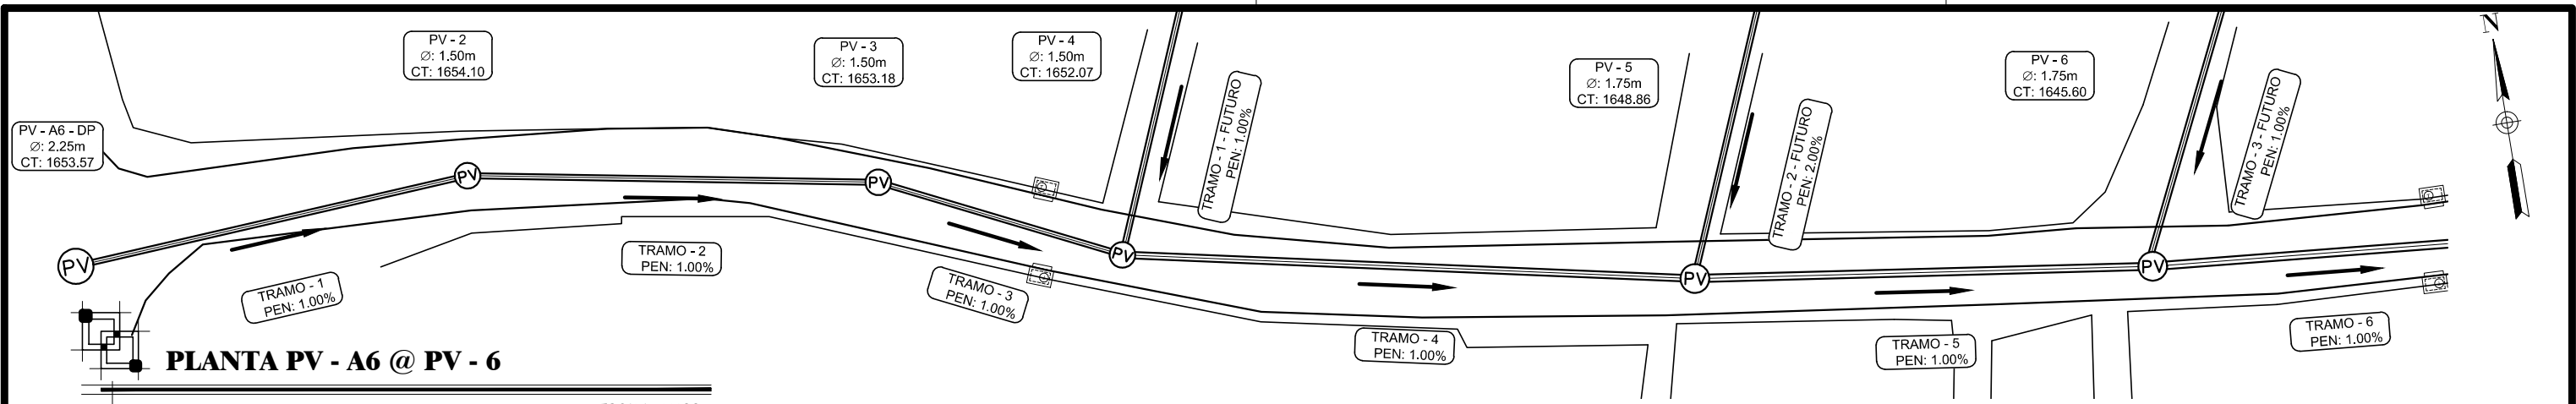 PV - 2
Ø: 1.50m
CT: 1654.10
PV - 3
Ø: 1.50m
CT: 1653.18
PV - 4
Ø: 1.50m
CT: 1652.07
PV - 5
Ø: 1.75m
CT: 1648.86
PV - 6
Ø: 1.75m
CT: 1645.60
N
PV - A6 - DP
Ø: 2.25m
CT: 1653.57
TRAMO - 1 - FUTURO
PEN: 1.00%
TRAMO - 2 - FUTURO
PEN: 2.00%
TRAMO - 3 - FUTURO
PEN: 1.00%
PV
PV
PV
PV
PV
PV
TRAMO - 1
PEN: 1.00%
TRAMO - 2
PEN: 1.00%
TRAMO - 3
PEN: 1.00%
TRAMO - 4
PEN: 1.00%
TRAMO - 5
PEN: 1.00%
TRAMO - 6
PEN: 1.00%
PLANTA PV - A6 @ PV - 6